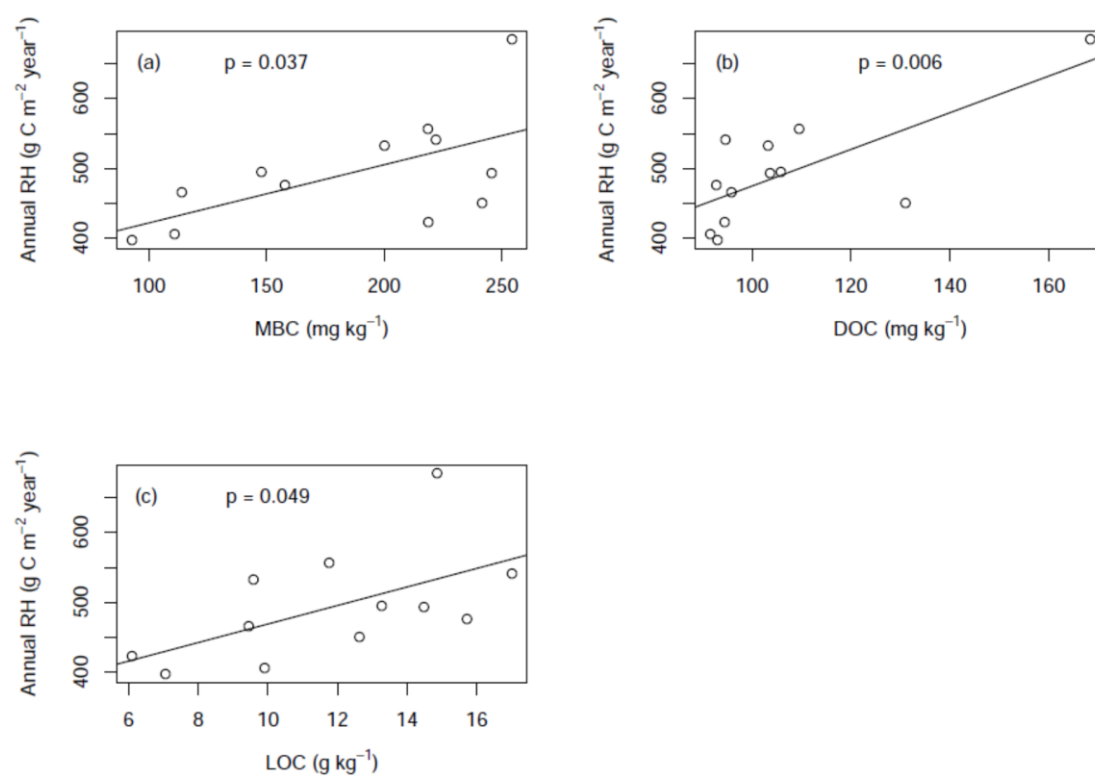 (a) p = 0.037
Annual RH (g C m⁻² year⁻¹)
400 500 600
100 150 200 250
MBC (mg kg⁻¹)
(b) p = 0.006
Annual RH (g C m⁻² year⁻¹)
400 500 600
100 120 140 160
DOC (mg kg⁻¹)
(c) p = 0.049
Annual RH (g C m⁻² year⁻¹)
400 500 600
6 8 10 12 14 16
LOC (g kg⁻¹)